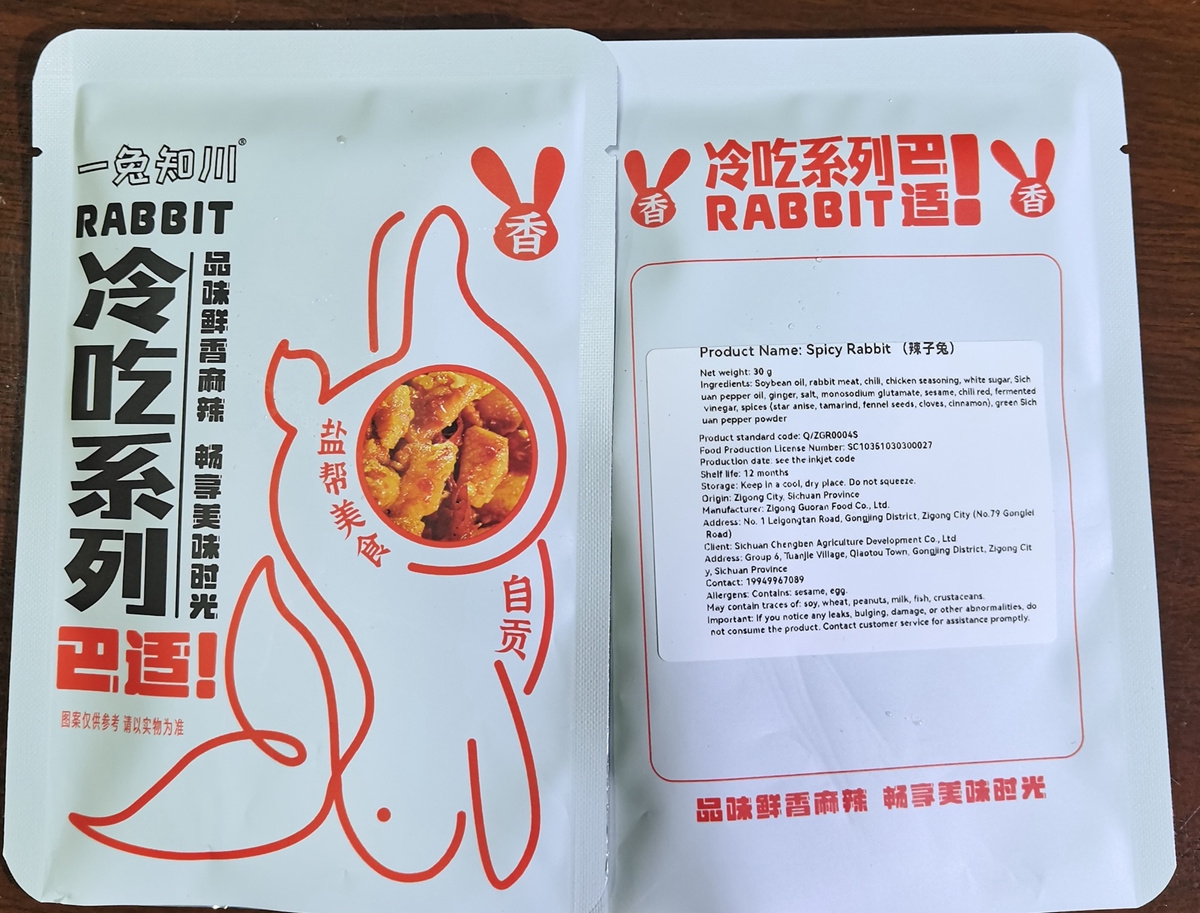 一兔知川®
RABBIT
冷吃系列
品味鲜香麻辣 畅享美味时光
巴适!
图案仅供参考 请以实物为准
香
盐帮美食
自贡
香
冷吃系列
RABBIT
巴适!
香
Product Name: Spicy Rabbit （辣子兔）
Net weight: 30 g
Ingredients: Soybean oil, rabbit meat, chili, chicken seasoning, white sugar, Sich
uan pepper oil, ginger, salt, monosodium glutamate, sesame, chili red, fermented
vinegar, spices (star anise, tamarind, fennel seeds, cloves, cinnamon), green Sich
uan pepper powder
Product standard code: Q/ZGR0004S
Food Production License Number: SC10351030300027
Production date: see the inkjet code
Shelf life: 12 months
Storage: Keep in a cool, dry place. Do not squeeze.
Origin: Zigong City, Sichuan Province
Manufacturer: Zigong Guoran Food Co., Ltd.
Address: No. 1 Leigongtan Road, Gongjing District, Zigong City (No.79 Gonglei
Road)
Client: Sichuan Chengben Agriculture Development Co., Ltd
Address: Group 6, Tuanjie Village, Qiaotou Town, Gongjing District, Zigong Cit
y, Sichuan Province
Contact: 19949967089
Allergens: Contains: sesame, egg.
May contain traces of: soy, wheat, peanuts, milk, fish, crustaceans.
Important: If you notice any leaks, bulging, damage, or other abnormalities, do
not consume the product. Contact customer service for assistance promptly.
品味鲜香麻辣 畅享美味时光